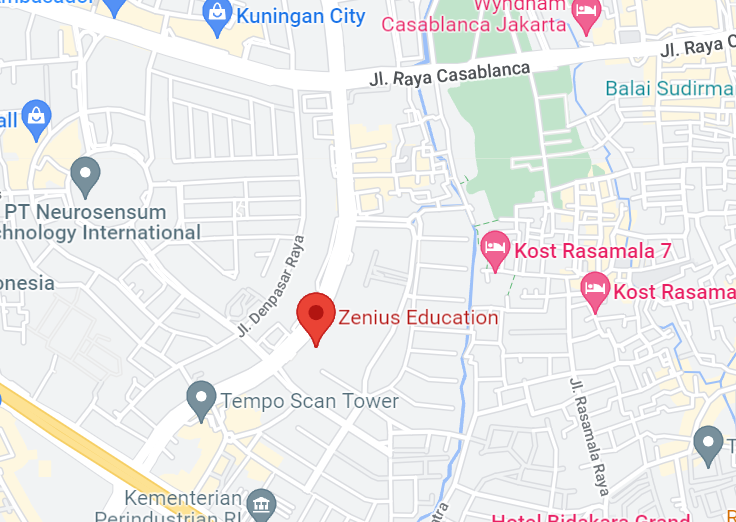 Wyndham
Casablanca Jakarta
Kuningan City
Jl. Raya Casablanca
Jl. Raya C
Balai Sudirma
all
PT Neurosensum
chnology International
onesia
Jl. Denpasar Raya
Kost Rasamala 7
Kost Rasama
Zenius Education
Tempo Scan Tower
Jl. Rasamala Raya
T
Kementerian
Perindustrian RI
Hotel Bidakara Grand